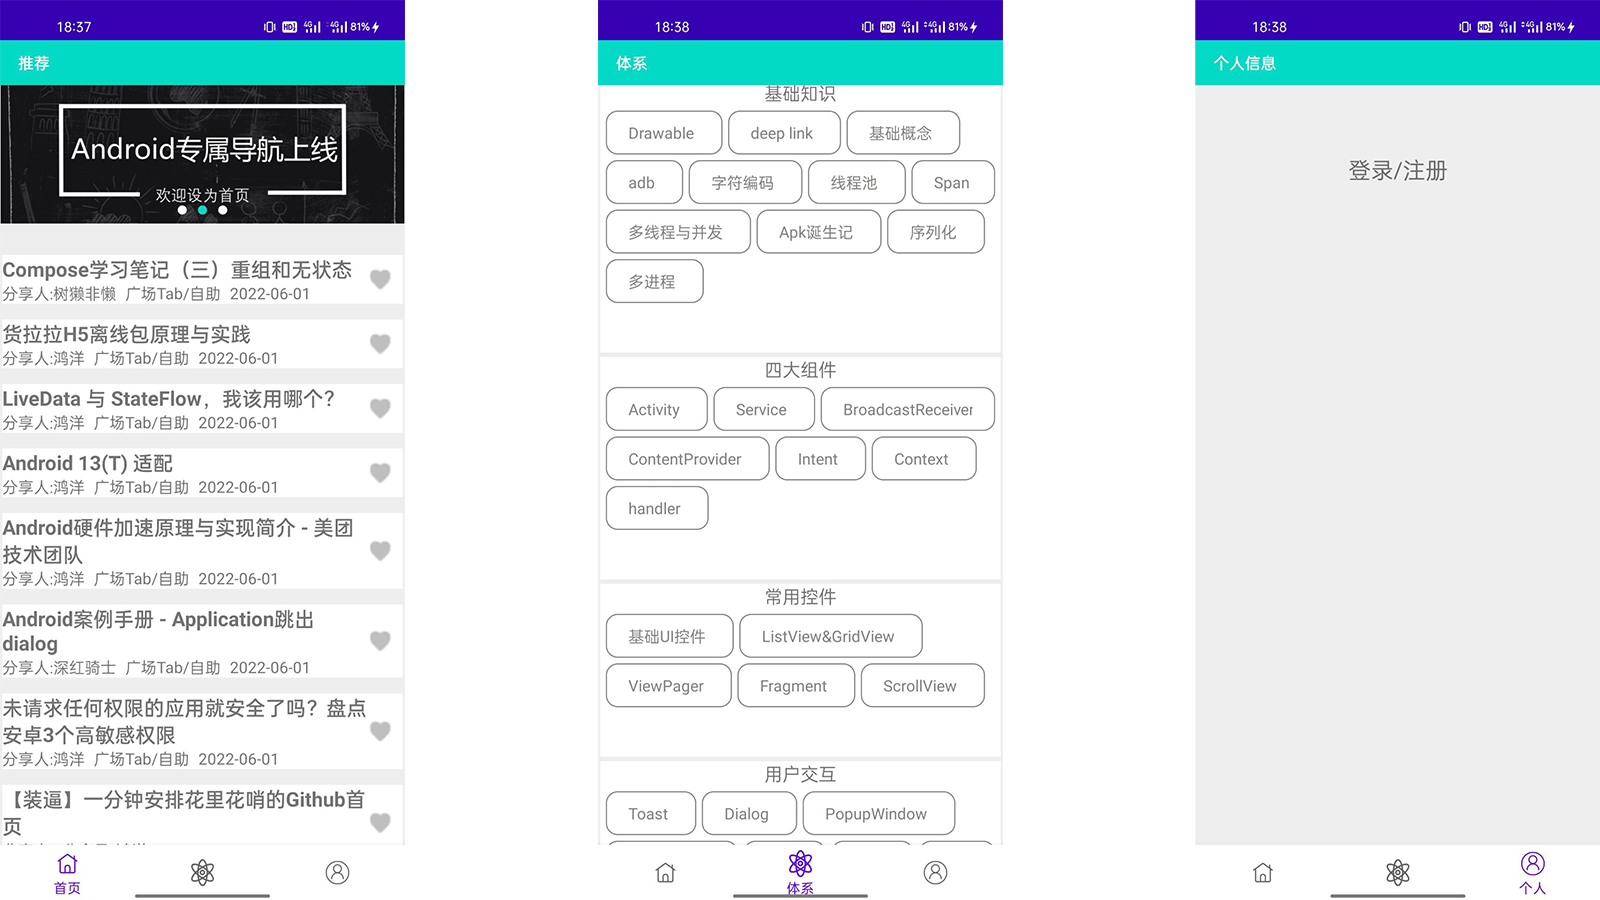 18:37
HD 4G 4G 81%
推荐
Android专属导航上线
欢迎设为首页
Compose学习笔记（三）重组和无状态
分享人:树獭非懒 广场Tab/自助 2022-06-01
货拉拉H5离线包原理与实践
分享人:鸿洋 广场Tab/自助 2022-06-01
LiveData 与 StateFlow，我该用哪个？
分享人:鸿洋 广场Tab/自助 2022-06-01
Android 13(T) 适配
分享人:鸿洋 广场Tab/自助 2022-06-01
Android硬件加速原理与实现简介 - 美团
技术团队
分享人:鸿洋 广场Tab/自助 2022-06-01
Android案例手册 - Application跳出
dialog
分享人:深红骑士 广场Tab/自助 2022-06-01
未请求任何权限的应用就安全了吗？盘点
安卓3个高敏感权限
分享人:鸿洋 广场Tab/自助 2022-06-01
【装逼】一分钟安排花里花哨的Github首
页
首页
18:38
HD 4G 4G 81%
体系
基础知识
Drawable deep link 基础概念
adb 字符编码 线程池 Span
多线程与并发 Apk诞生记 序列化
多进程
四大组件
Activity Service BroadcastReceiver
ContentProvider Intent Context
handler
常用控件
基础UI控件 ListView&GridView
ViewPager Fragment ScrollView
用户交互
Toast Dialog PopupWindow
体系
18:38
HD 4G 4G 81%
个人信息
登录/注册
个人